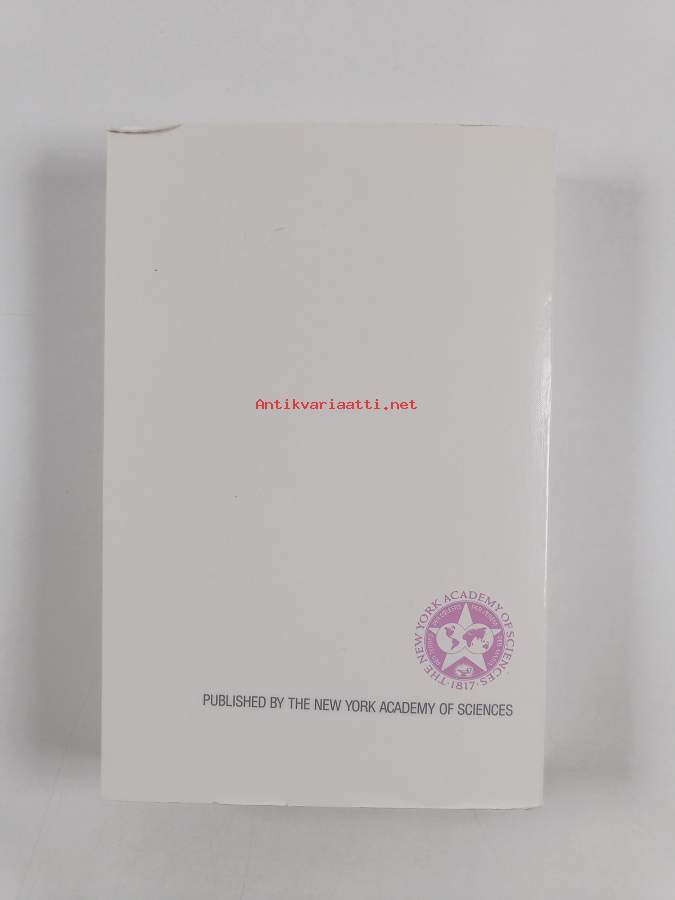 Antikvariaatti.net
THE NEW YORK ACADEMY OF SCIENCES
· 1817 ·
PUBLISHED BY THE NEW YORK ACADEMY OF SCIENCES